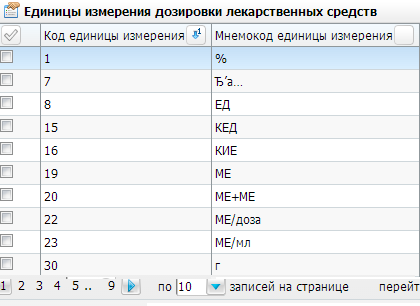 Единицы измерения дозировки лекарственных средств
Код единицы измерения 1 Мнемокод единицы измерения
1 %
7 Ђ’а…
8 ЕД
15 КЕД
16 КИЕ
19 МЕ
20 МЕ+МЕ
22 МЕ/доза
23 МЕ/мл
30 г
1 2 3 4 5 .. 9 по 10 записей на странице перейт